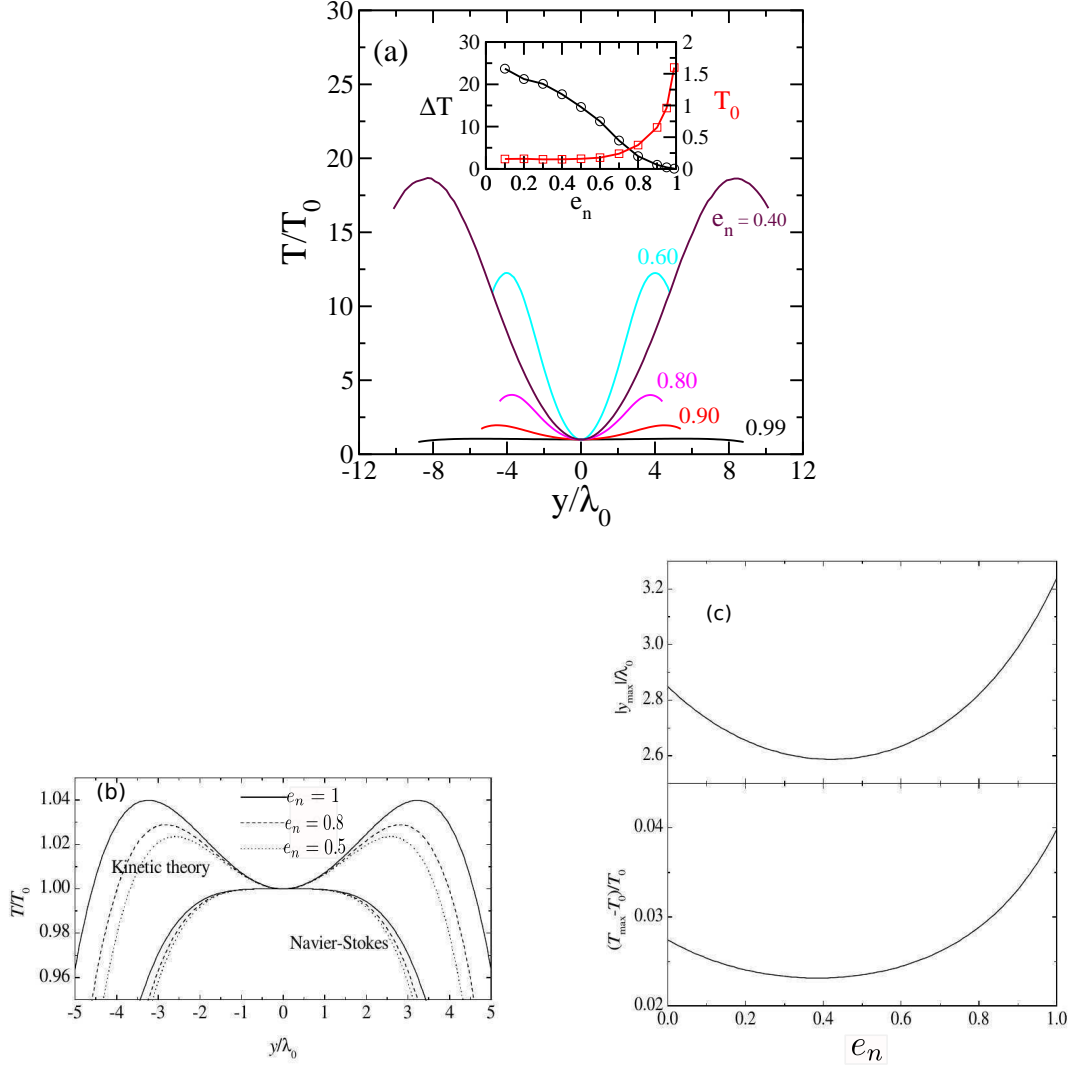 (a)
30
25
20
15
10
5
0
T/T₀
-12 -8 -4 0 4 8 12
y/λ₀
30
20
10
0
ΔT
2
1.5
1
0.5
0
T₀
0 0.2 0.4 0.6 0.8 1
eₙ
eₙ = 0.40
0.60
0.80
0.90
0.99
(b)
1.04
1.02
1.00
0.98
0.96
T/T₀
eₙ = 1
eₙ = 0.8
eₙ = 0.5
Kinetic theory
Navier-Stokes
-5 -4 -3 -2 -1 0 1 2 3 4 5
y/λ₀
(c)
3.2
3.0
2.8
2.6
|yₘₐₓ|/λ₀
0.04
0.03
0.02
(Tₘₐₓ-T₀)/T₀
0.0 0.2 0.4 0.6 0.8 1.0
eₙ